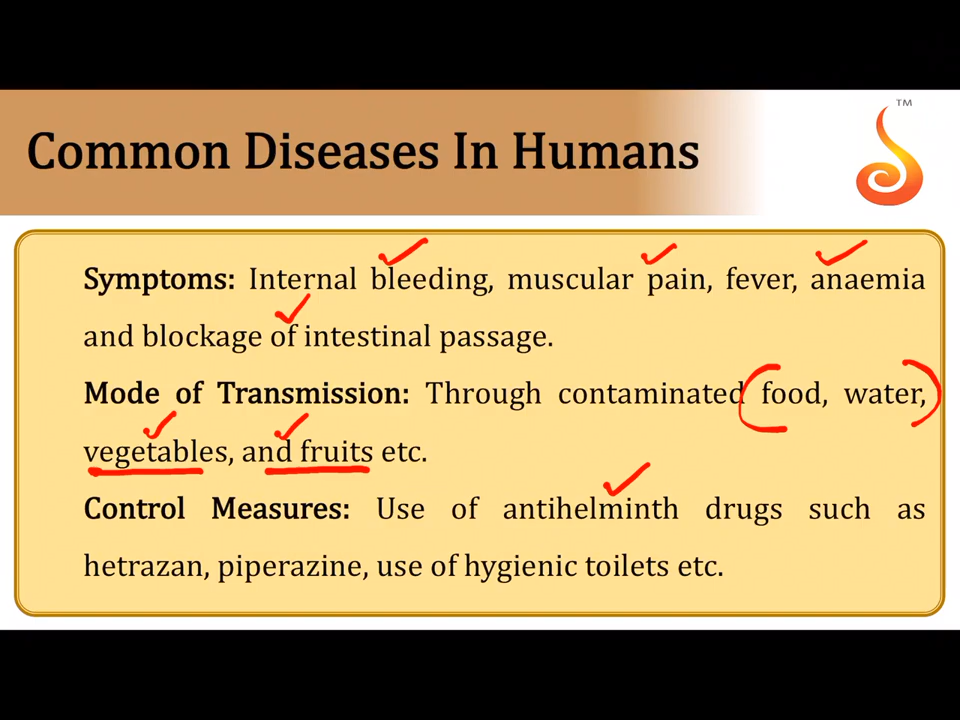 TM
Common Diseases In Humans
Symptoms: Internal bleeding, muscular pain, fever, anaemia
and blockage of intestinal passage.
Mode of Transmission: Through contaminated food, water,
vegetables, and fruits etc.
Control Measures: Use of antihelminth drugs such as
hetrazan, piperazine, use of hygienic toilets etc.